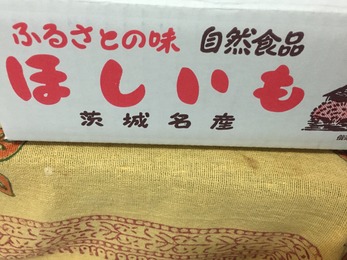 ふるさとの味 自然食品
ほしいも
茨城名産